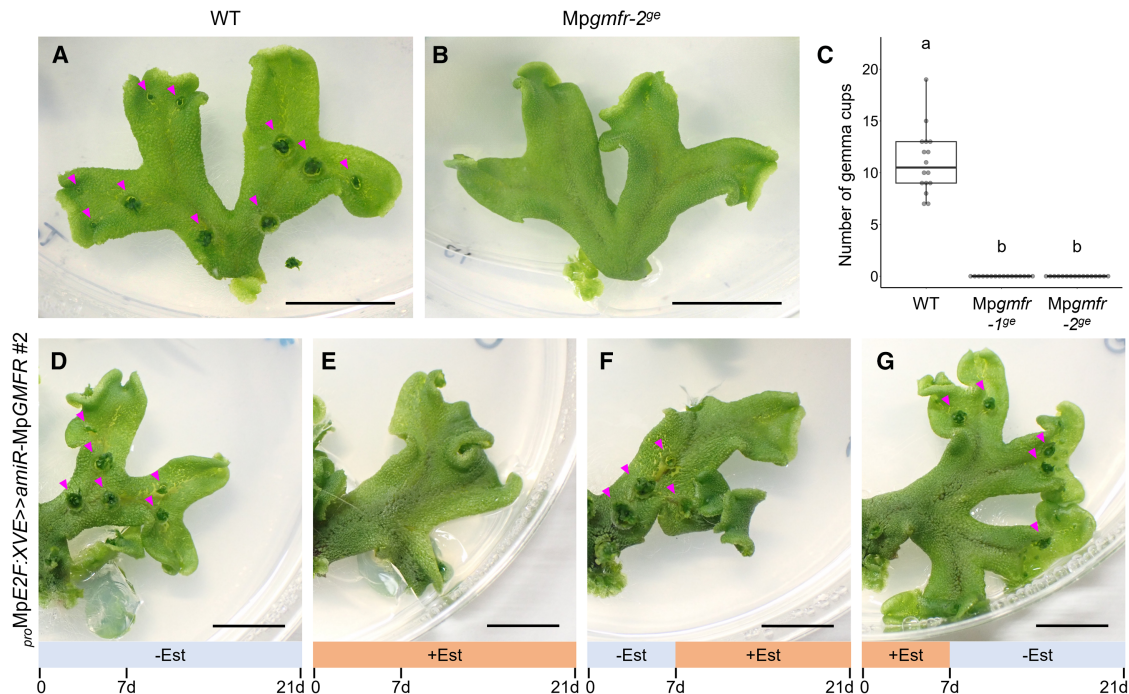 WT
Mpgmfr-2ge
A
B
C
Number of gemma cups
20
15
10
5
0
a
b
b
WT
Mpgmfr
-1ge
Mpgmfr
-2ge
proMpE2F:XVE>>amiR-MpGMFR #2
D
E
F
G
-Est
+Est
-Est
+Est
+Est
-Est
0 7d 21d
0 7d 21d
0 7d 21d
0 7d 21d